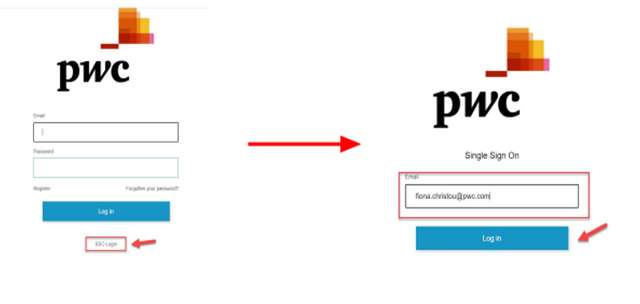 pwc
Email
Password
Register
Forgotten your password?
Log in
SSO Login
pwc
Single Sign On
Email
fiona.christou@pwc.com
Log in